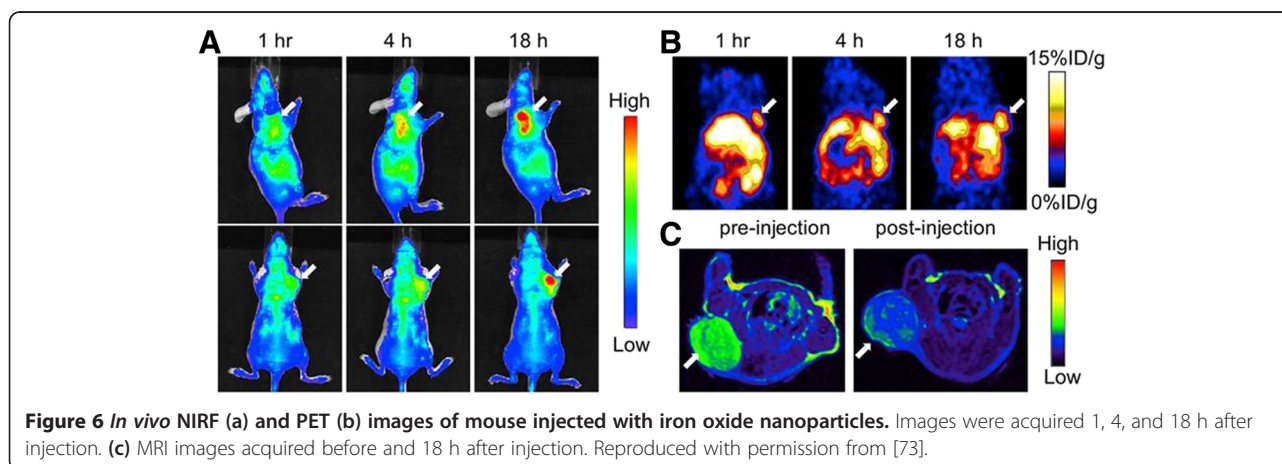 A
1 hr
4 h
18 h
High
Low
B
1 hr
4 h
18 h
15%ID/g
0%ID/g
C
pre-injection
post-injection
High
Low
Figure 6 In vivo NIRF (a) and PET (b) images of mouse injected with iron oxide nanoparticles. Images were acquired 1, 4, and 18 h after
injection. (c) MRI images acquired before and 18 h after injection. Reproduced with permission from [73].